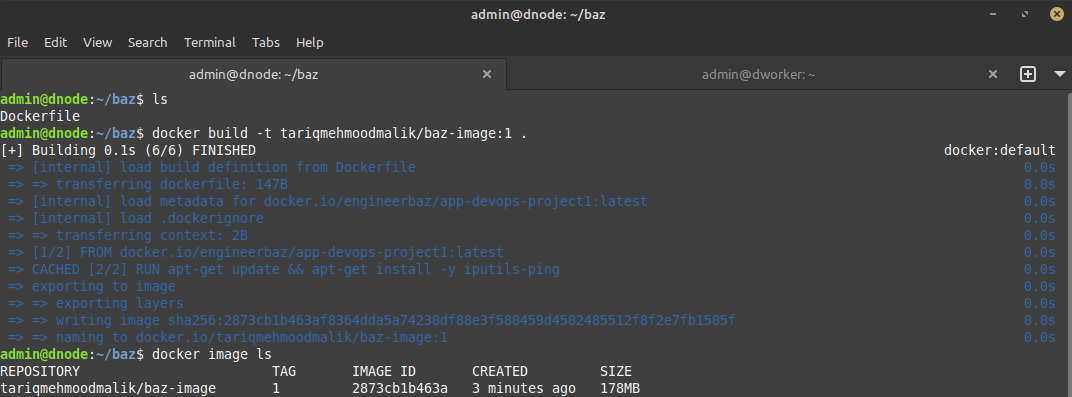 admin@dnode: ~/baz
File Edit View Search Terminal Tabs Help
admin@dnode: ~/baz admin@dworker: ~
admin@dnode:~/baz$ ls
Dockerfile
admin@dnode:~/baz$ docker build -t tariqmehmoodmalik/baz-image:1 .
[+] Building 0.1s (6/6) FINISHED docker:default
=> [internal] load build definition from Dockerfile 0.0s
=> => transferring dockerfile: 147B 0.0s
=> [internal] load metadata for docker.io/engineerbaz/app-devops-project1:latest 0.0s
=> [internal] load .dockerignore 0.0s
=> => transferring context: 2B 0.0s
=> [1/2] FROM docker.io/engineerbaz/app-devops-project1:latest 0.0s
=> CACHED [2/2] RUN apt-get update && apt-get install -y iputils-ping 0.0s
=> exporting to image 0.0s
=> => exporting layers 0.0s
=> => writing image sha256:2873cb1b463af8364dda5a74230df88e3f580459d4502485512f8f2e7fb1505f 0.0s
=> => naming to docker.io/tariqmehmoodmalik/baz-image:1 0.0s
admin@dnode:~/baz$ docker image ls
REPOSITORY TAG IMAGE ID CREATED SIZE
tariqmehmoodmalik/baz-image 1 2873cb1b463a 3 minutes ago 178MB